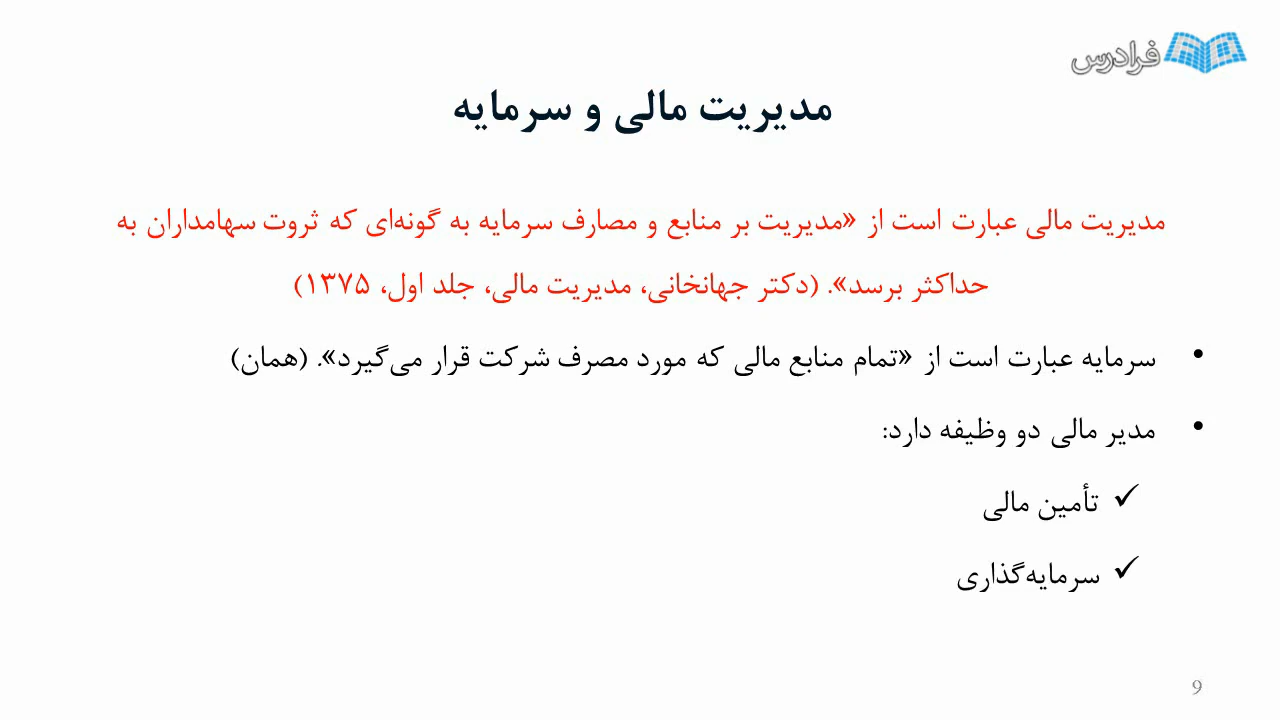 فرادرس
مدیریت مالی و سرمایه
مدیریت مالی عبارت است از «مدیریت بر منابع و مصارف سرمایه به گونه‌ای که ثروت سهامداران به
حداکثر برسد». (دکتر جهانخانی، مدیریت مالی، جلد اول، ۱۳۷۵)
• سرمایه عبارت است از «تمام منابع مالی که مورد مصرف شرکت قرار می‌گیرد». (همان)
• مدیر مالی دو وظیفه دارد:
✓ تأمین مالی
✓ سرمایه‌گذاری
9